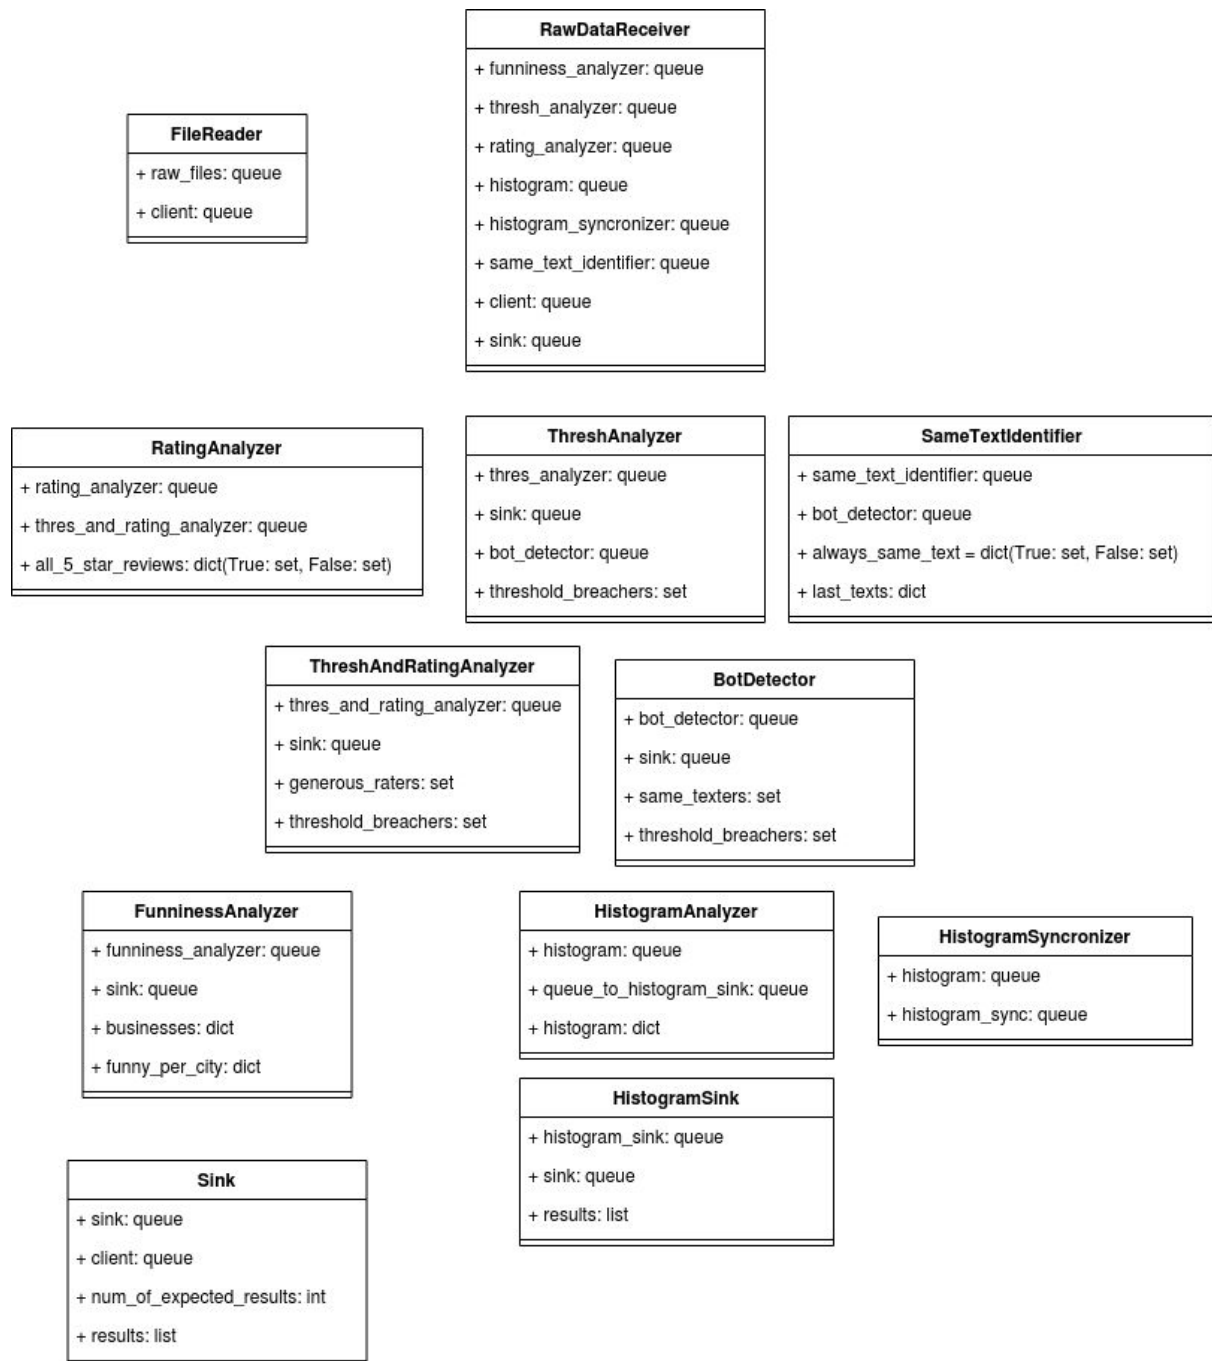 RawDataReceiver
+ funniness_analyzer: queue
+ thresh_analyzer: queue
+ rating_analyzer: queue
+ histogram: queue
+ histogram_syncronizer: queue
+ same_text_identifier: queue
+ client: queue
+ sink: queue
FileReader
+ raw_files: queue
+ client: queue
RatingAnalyzer
+ rating_analyzer: queue
+ thres_and_rating_analyzer: queue
+ all_5_star_reviews: dict(True: set, False: set)
ThreshAnalyzer
+ thres_analyzer: queue
+ sink: queue
+ bot_detector: queue
+ threshold_breachers: set
SameTextIdentifier
+ same_text_identifier: queue
+ bot_detector: queue
+ always_same_text = dict(True: set, False: set)
+ last_texts: dict
ThreshAndRatingAnalyzer
+ thres_and_rating_analyzer: queue
+ sink: queue
+ generous_raters: set
+ threshold_breachers: set
BotDetector
+ bot_detector: queue
+ sink: queue
+ same_texters: set
+ threshold_breachers: set
FunninessAnalyzer
+ funniness_analyzer: queue
+ sink: queue
+ businesses: dict
+ funny_per_city: dict
HistogramAnalyzer
+ histogram: queue
+ queue_to_histogram_sink: queue
+ histogram: dict
HistogramSyncronizer
+ histogram: queue
+ histogram_sync: queue
HistogramSink
+ histogram_sink: queue
+ sink: queue
+ results: list
Sink
+ sink: queue
+ client: queue
+ num_of_expected_results: int
+ results: list